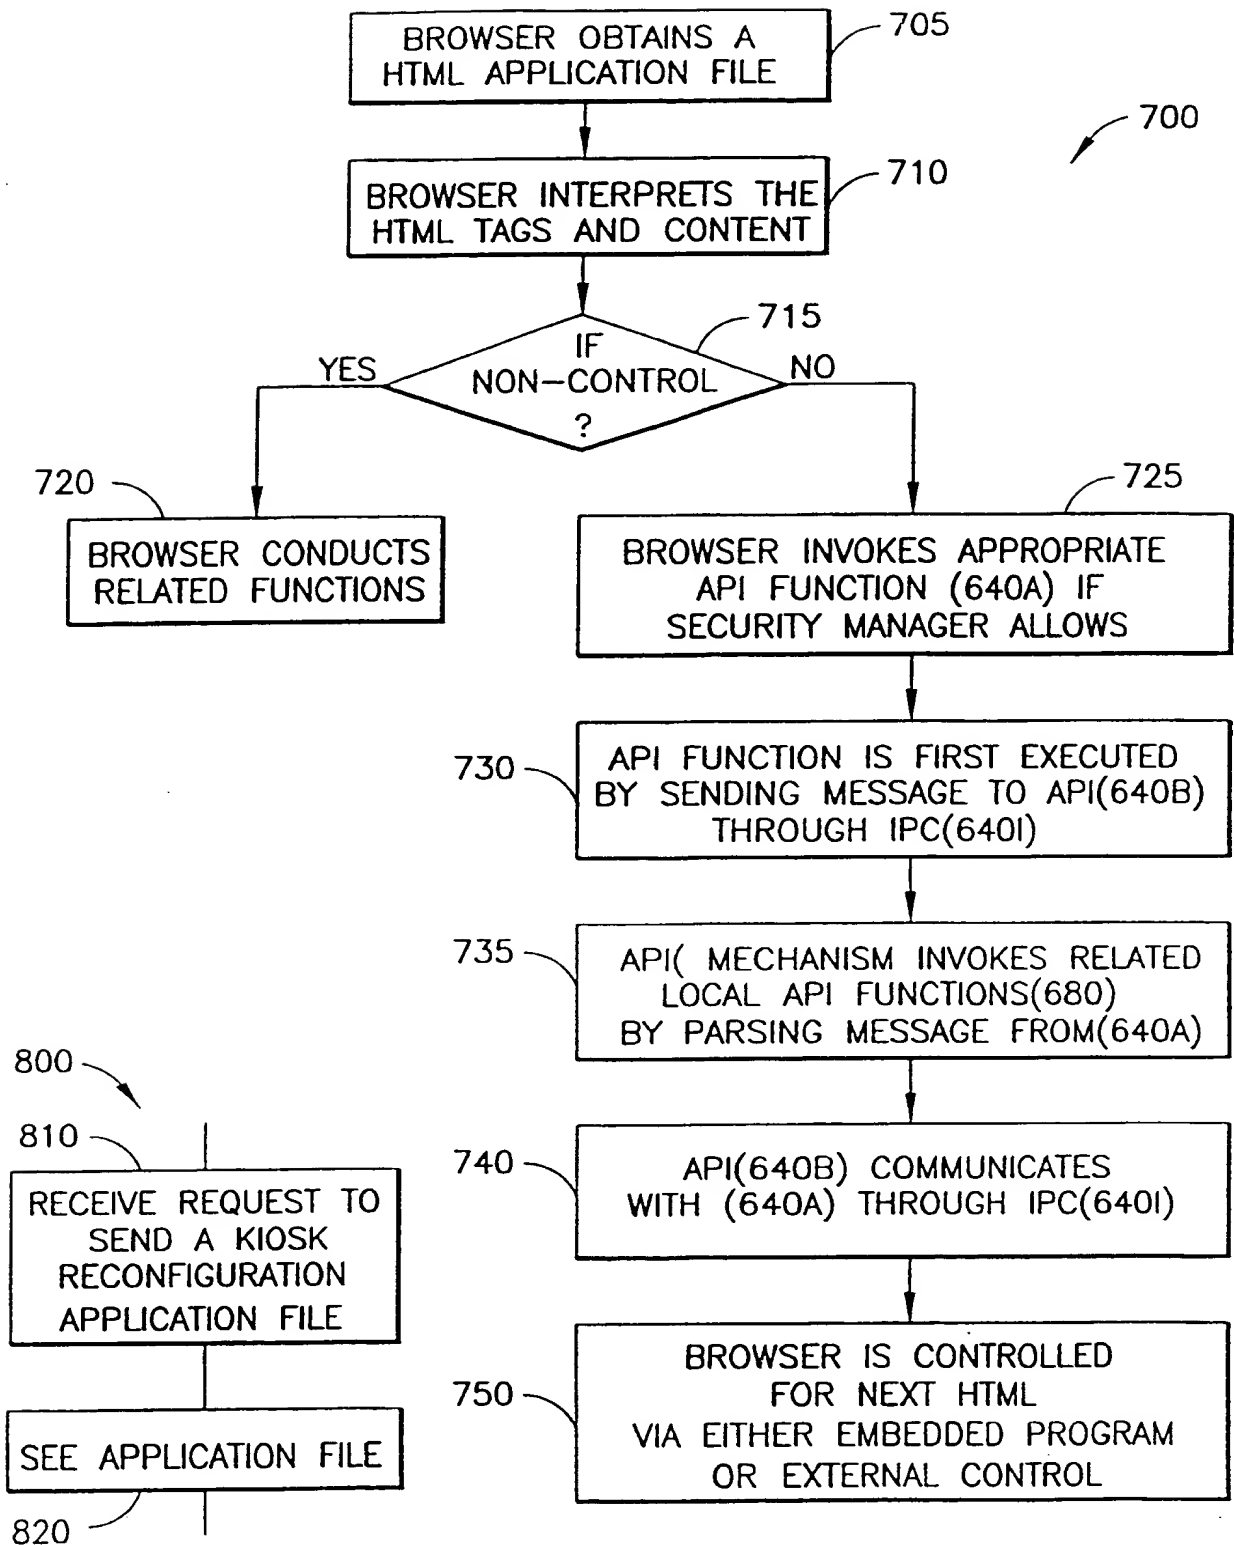 BROWSER OBTAINS A
HTML APPLICATION FILE
705
700
BROWSER INTERPRETS THE
HTML TAGS AND CONTENT
710
IF
NON-CONTROL
?
715
YES
NO
720
BROWSER CONDUCTS
RELATED FUNCTIONS
725
BROWSER INVOKES APPROPRIATE
API FUNCTION (640A) IF
SECURITY MANAGER ALLOWS
730
API FUNCTION IS FIRST EXECUTED
BY SENDING MESSAGE TO API(640B)
THROUGH IPC(640I)
735
API( MECHANISM INVOKES RELATED
LOCAL API FUNCTIONS(680)
BY PARSING MESSAGE FROM(640A)
740
API(640B) COMMUNICATES
WITH (640A) THROUGH IPC(640I)
750
BROWSER IS CONTROLLED
FOR NEXT HTML
VIA EITHER EMBEDDED PROGRAM
OR EXTERNAL CONTROL
800
810
RECEIVE REQUEST TO
SEND A KIOSK
RECONFIGURATION
APPLICATION FILE
SEE APPLICATION FILE
820